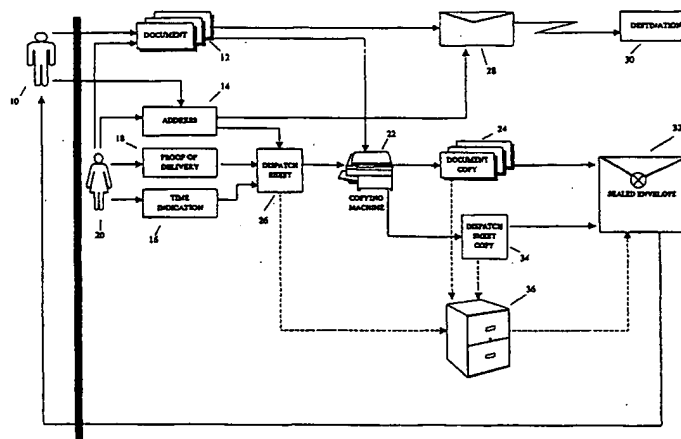 DOCUMENT
12
28
DESTINATION
30
10
14
ADDRESS
18
PROOF OF
DELIVERY
TIME
INDICATION
16
20
DISPATCH
SHEET
26
22
COPYING
MACHINE
24
DOCUMENT
COPY
DISPATCH
SHEET
COPY
34
32
SEALED ENVELOPE
36